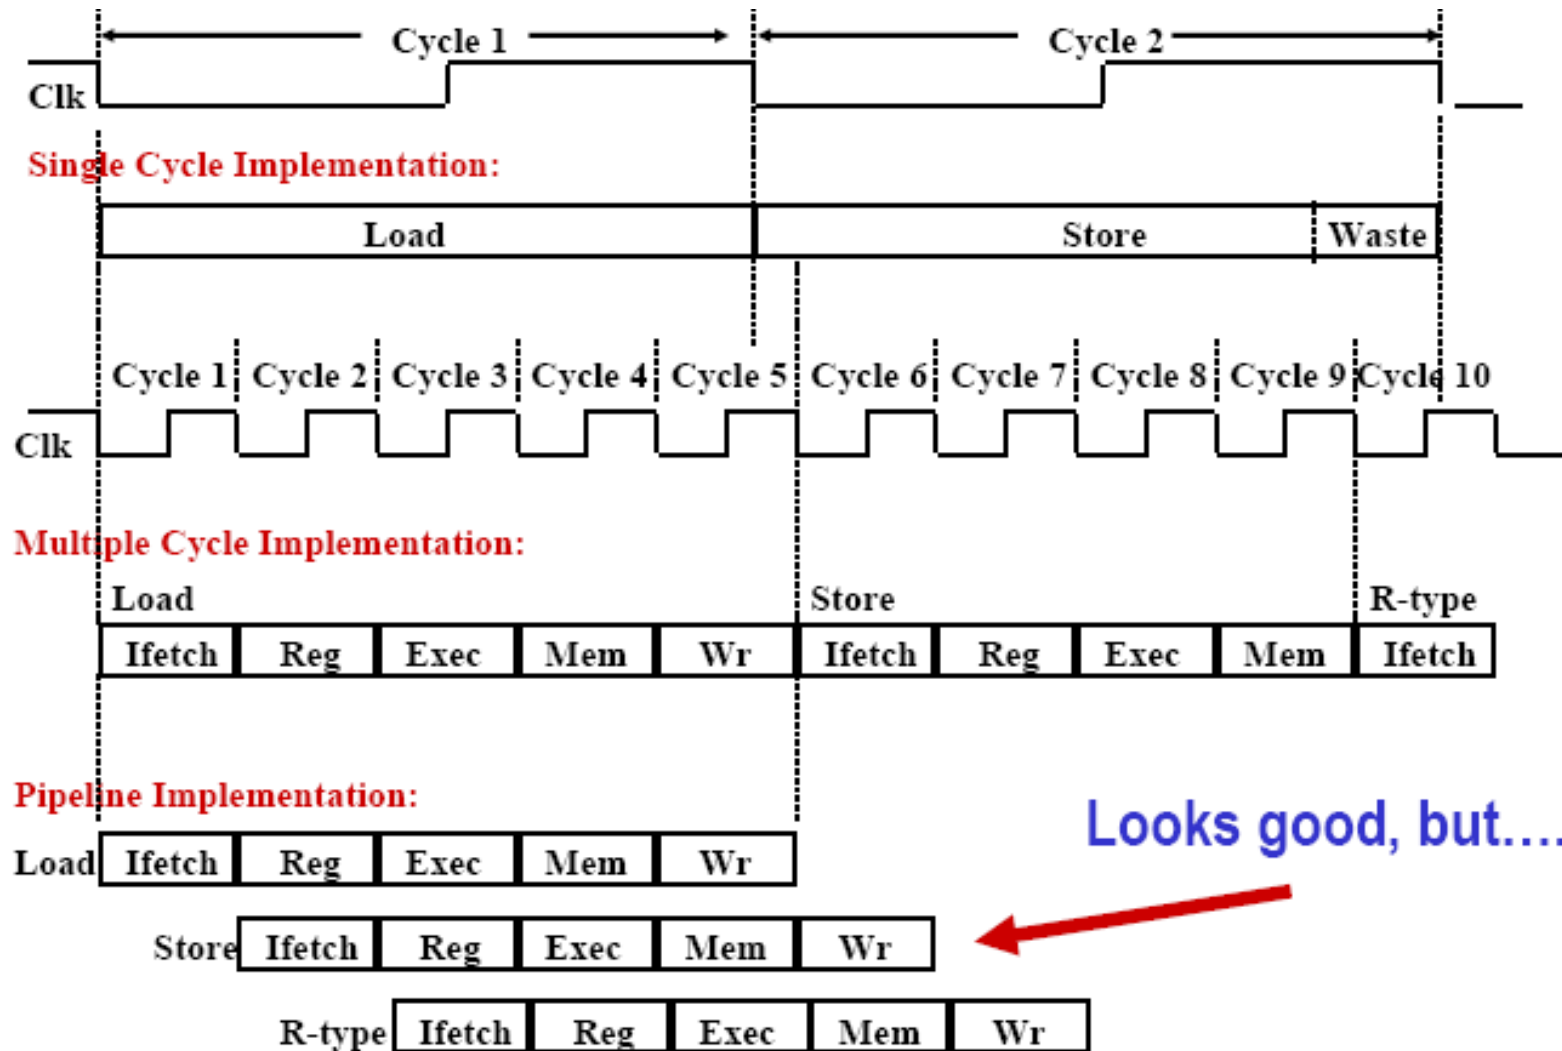 Cycle 1 Cycle 2
Clk
Single Cycle Implementation:
Load Store Waste
Cycle 1 Cycle 2 Cycle 3 Cycle 4 Cycle 5 Cycle 6 Cycle 7 Cycle 8 Cycle 9 Cycle 10
Clk
Multiple Cycle Implementation:
Load Store R-type
Ifetch Reg Exec Mem Wr Ifetch Reg Exec Mem Ifetch
Pipeline Implementation:
Looks good, but....
Load Ifetch Reg Exec Mem Wr
Store Ifetch Reg Exec Mem Wr
R-type Ifetch Reg Exec Mem Wr